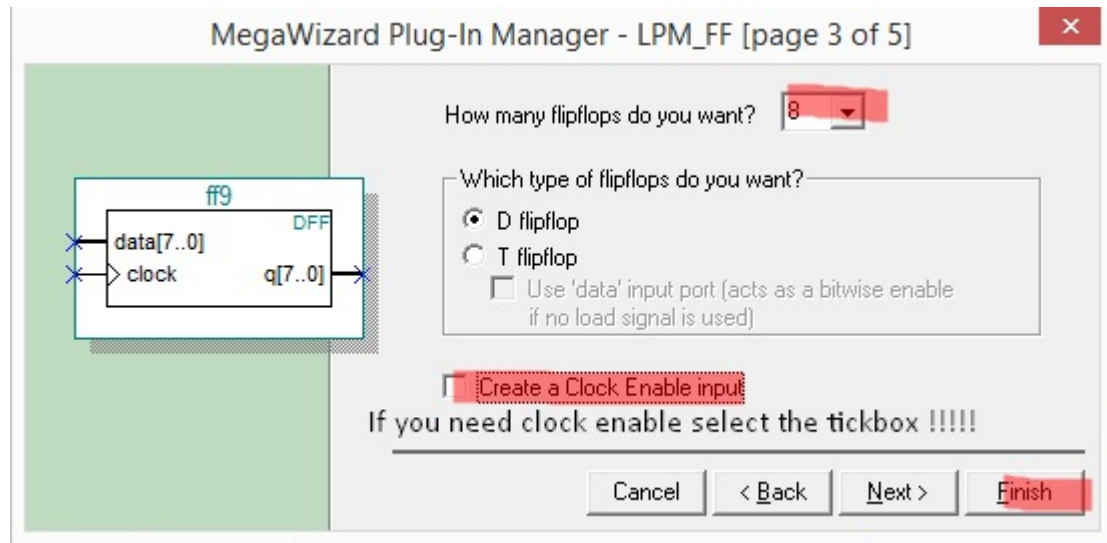 MegaWizard Plug-In Manager - LPM_FF [page 3 of 5]
How many flipflops do you want? 8
Which type of flipflops do you want?
ff9
DFF
D flipflop
data[7..0]
T flipflop
clock q[7..0]
Use 'data' input port (acts as a bitwise enable
if no load signal is used)
Create a Clock Enable input
If you need clock enable select the tickbox !!!!!
Cancel < Back Next > Finish